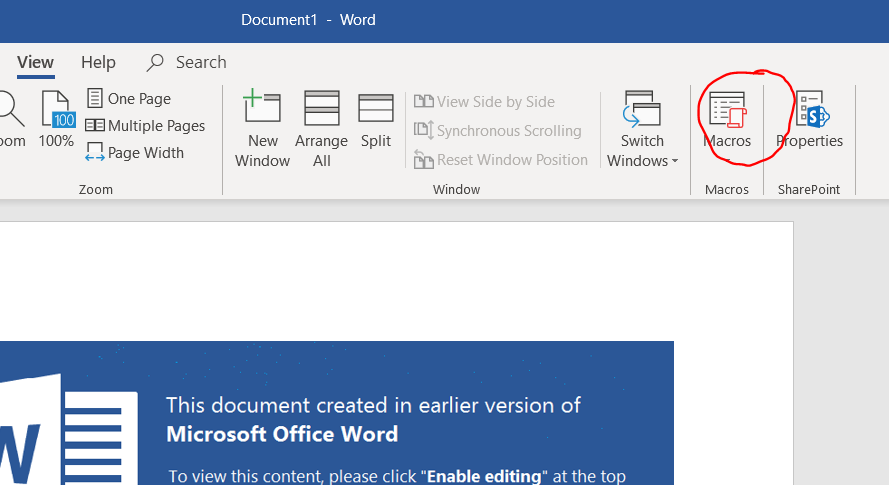 Document1 - Word
View Help Search
One Page
Multiple Pages
Page Width
100
100%
Zoom
New Window
Arrange All
Split
View Side by Side
Synchronous Scrolling
Reset Window Position
Switch Windows
Window
Macros
Macros
Properties
SharePoint
This document created in earlier version of
Microsoft Office Word
To view this content, please click "Enable editing" at the top